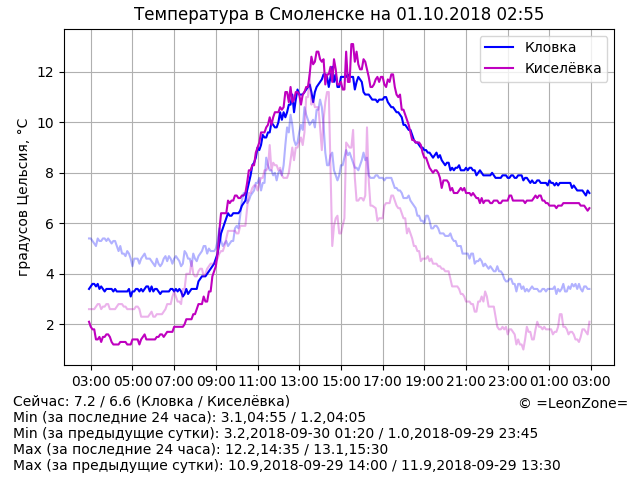 Температура в Смоленске на 01.10.2018 02:55
Кловка
Киселёвка
градусов Цельсия, °C
12
10
8
6
4
2
03:00 05:00 07:00 09:00 11:00 13:00 15:00 17:00 19:00 21:00 23:00 01:00 03:00
Сейчас: 7.2 / 6.6 (Кловка / Киселёвка)
© =LeonZone=
Min (за последние 24 часа): 3.1,04:55 / 1.2,04:05
Min (за предыдущие сутки): 3.2,2018-09-30 01:20 / 1.0,2018-09-29 23:45
Max (за последние 24 часа): 12.2,14:35 / 13.1,15:30
Max (за предыдущие сутки): 10.9,2018-09-29 14:00 / 11.9,2018-09-29 13:30